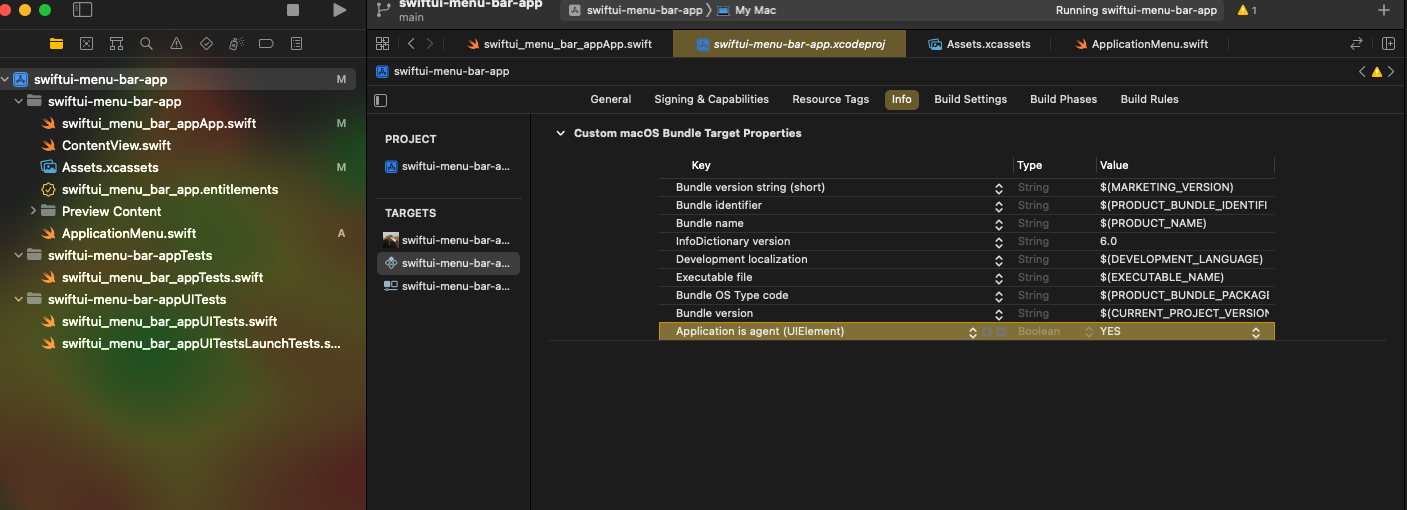 swiftui-menu-bar-app
main
swiftui-menu-bar-app
My Mac
Running swiftui-menu-bar-app
1
swiftui_menu_bar_appApp.swift
swiftui-menu-bar-app.xcodeproj
Assets.xcassets
ApplicationMenu.swift
swiftui-menu-bar-app M
swiftui-menu-bar-app
swiftui_menu_bar_appApp.swift M
ContentView.swift
Assets.xcassets M
swiftui_menu_bar_app.entitlements
Preview Content
ApplicationMenu.swift A
swiftui-menu-bar-appTests
swiftui_menu_bar_appTests.swift
swiftui-menu-bar-appUITests
swiftui_menu_bar_appUITests.swift
swiftui_menu_bar_appUITestsLaunchTests.s...
swiftui-menu-bar-app
General Signing & Capabilities Resource Tags Info Build Settings Build Phases Build Rules
PROJECT
swiftui-menu-bar-a...
TARGETS
swiftui-menu-bar-a...
swiftui-menu-bar-a...
swiftui-menu-bar-a...
Custom macOS Bundle Target Properties
Key Type Value
Bundle version string (short) String $(MARKETING_VERSION)
Bundle identifier String $(PRODUCT_BUNDLE_IDENTIFI
Bundle name String $(PRODUCT_NAME)
InfoDictionary version String 6.0
Development localization String $(DEVELOPMENT_LANGUAGE)
Executable file String $(EXECUTABLE_NAME)
Bundle OS Type code String $(PRODUCT_BUNDLE_PACKAGE
Bundle version String $(CURRENT_PROJECT_VERSION
Application is agent (UIElement) Boolean YES